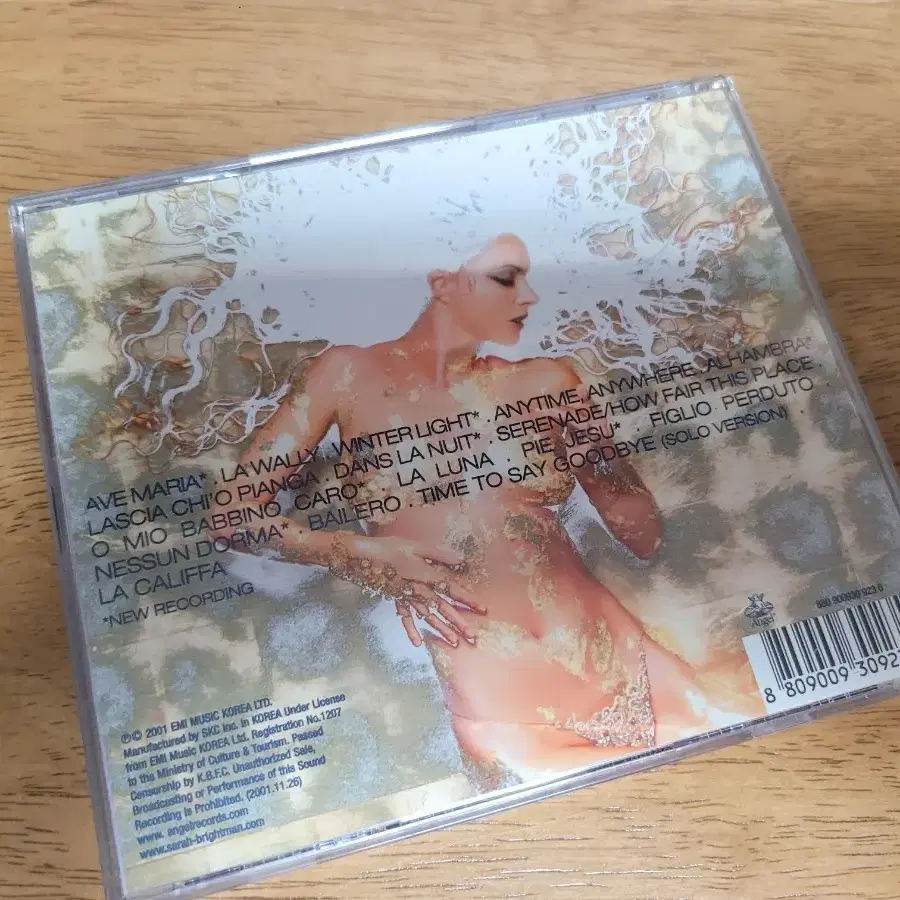 AVE MARIA* . LA WALLY . WINTER LIGHT* . ANYTIME, ANYWHERE . ALHAMBRA* .
LASCIA CHI'O PIANGA . DANS LA NUIT* . SERENADE/HOW FAIR THIS PLACE .
O MIO BABBINO CARO* . LA LUNA . PIE JESU* . FIGLIO PERDUTO .
NESSUN DORMA* . BAILERO . TIME TO SAY GOODBYE (SOLO VERSION) .
LA CALIFFA
*NEW RECORDING
℗© 2001 EMI MUSIC KOREA LTD.
Manufactured by SKC Inc. in KOREA Under License
from EMI Music KOREA Ltd. Registration No.1207
to the Ministry of Culture & Tourism. Passed
Censorship by K.B.F.C. Unauthorized Sale,
Broadcasting or Performance of this Sound
Recording is Prohibited. (2001.11.26)
www.angelrecords.com
www.sarah-brightman.com
Angel
8 809009 3092